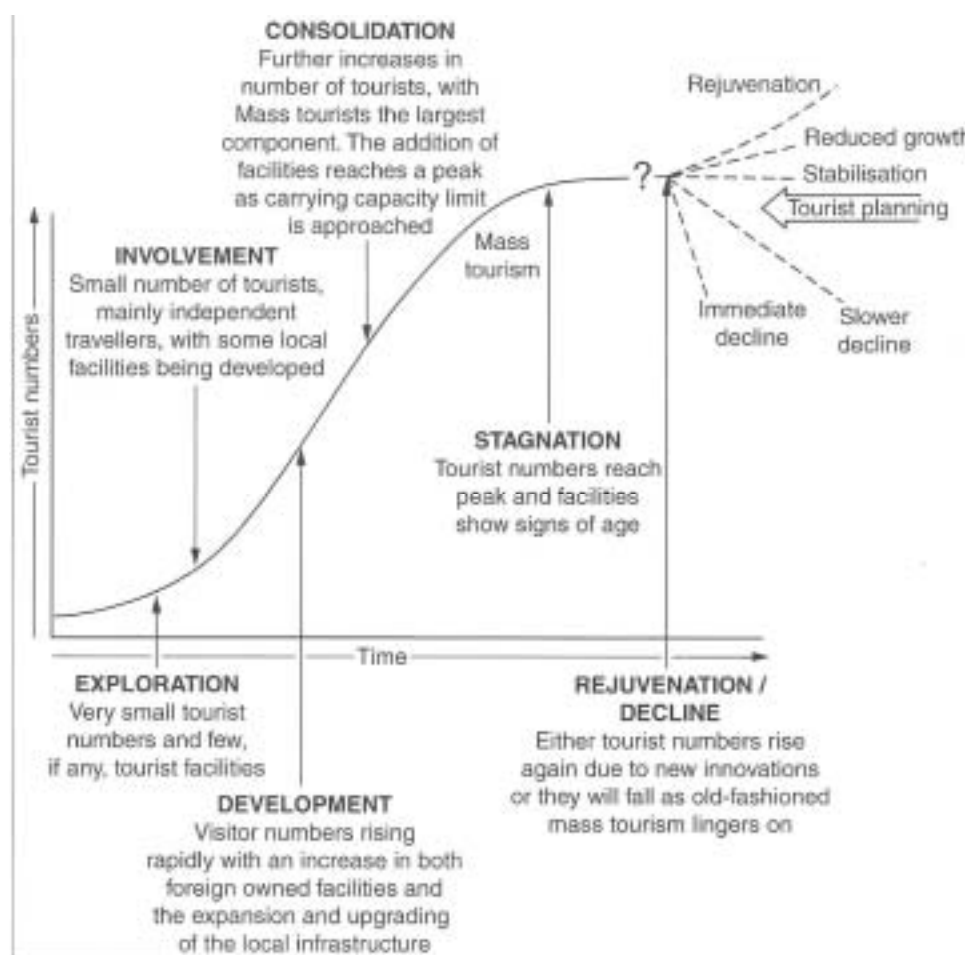 CONSOLIDATION
Further increases in
number of tourists, with
Mass tourists the largest
component. The addition of
facilities reaches a peak
as carrying capacity limit
is approached
Rejuvenation
Reduced growth
Stabilisation
Tourist planning
?
Immediate
decline
Slower
decline
Mass
tourism
INVOLVEMENT
Small number of tourists,
mainly independent
travellers, with some local
facilities being developed
Tourist numbers
STAGNATION
Tourist numbers reach
peak and facilities
show signs of age
Time
EXPLORATION
Very small tourist
numbers and few,
if any, tourist facilities
REJUVENATION /
DECLINE
Either tourist numbers rise
again due to new innovations
or they will fall as old-fashioned
mass tourism lingers on
DEVELOPMENT
Visitor numbers rising
rapidly with an increase in both
foreign owned facilities and
the expansion and upgrading
of the local infrastructure